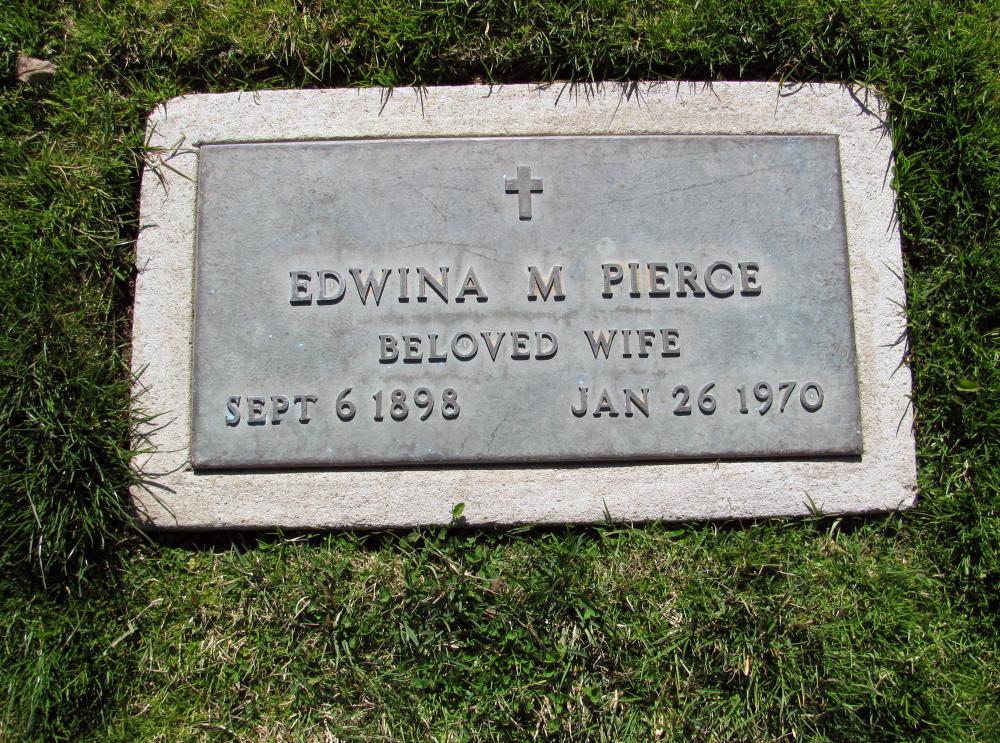 EDWINA M PIERCE
BELOVED WIFE
SEPT 6 1898 JAN 26 1970